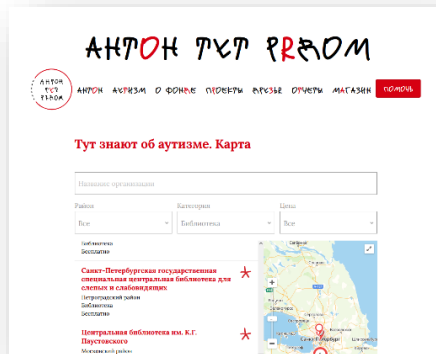 АНТОН ТУТ РЯДОМ
АНТОН ТУТ РЯДОМ
АНТОН АУТИЗМ О ФОНДЕ ПРОЕКТЫ ДРУЗЬЯ ОТЧЕТЫ МАГАЗИН ПОМОЧЬ
Тут знают об аутизме. Карта
Название организации
Район Категория Цена
Все Библиотека Все
Библиотека
Бесплатно
Санкт-Петербургская государственная
специальная центральная библиотека для
слепых и слабовидящих
Петроградский район
Библиотека
Бесплатно
Центральная библиотека им. К.Г.
Паустовского
Московский район
Санкт-Петербург